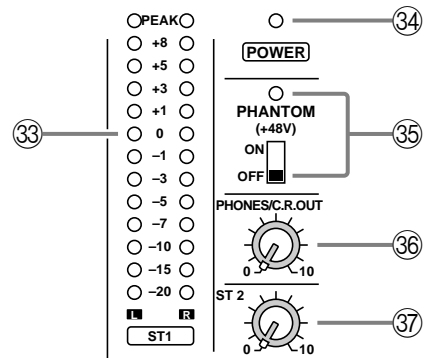 PEAK
+8
+5
+3
+1
0
−1
−3
−5
−7
−10
−15
−20
L R
ST1
33
34
POWER
PHANTOM
(+48V)
ON
OFF
35
PHONES/C.R.OUT
0 10
36
ST 2
0 10
37